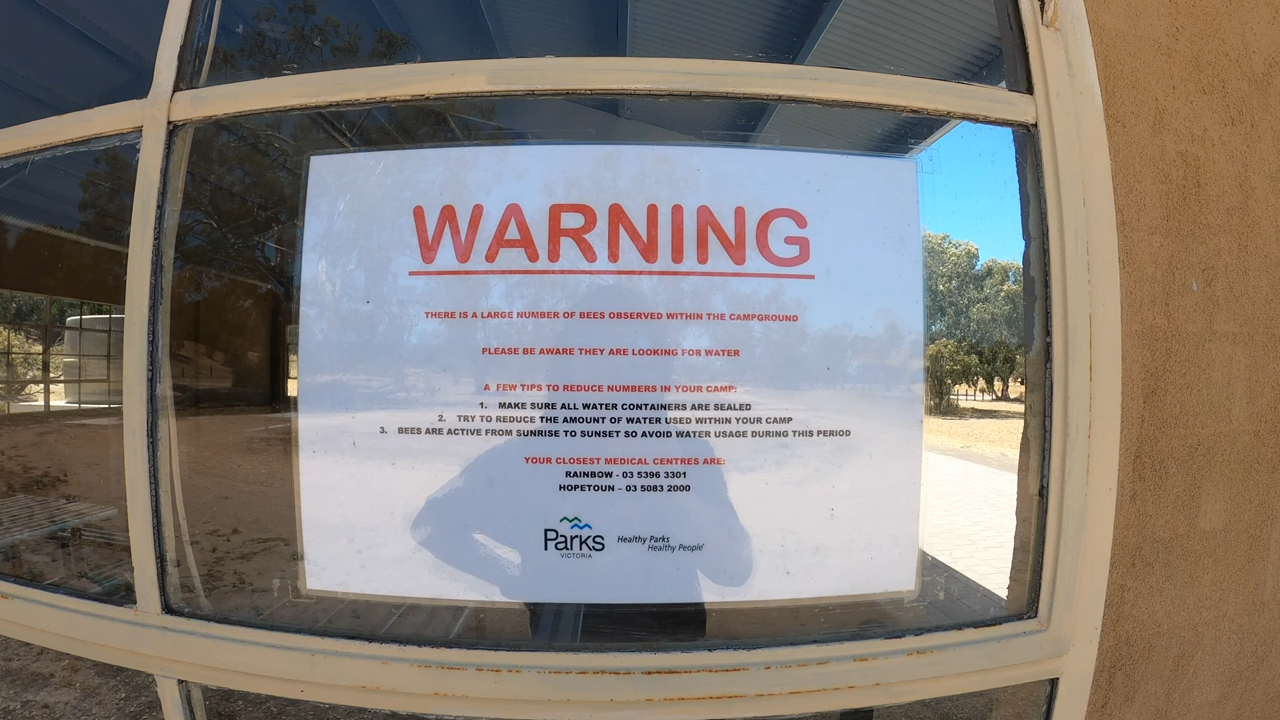 WARNING
THERE IS A LARGE NUMBER OF BEES OBSERVED WITHIN THE CAMPGROUND
PLEASE BE AWARE THEY ARE LOOKING FOR WATER
A FEW TIPS TO REDUCE NUMBERS IN YOUR CAMP:
1. MAKE SURE ALL WATER CONTAINERS ARE SEALED
2. TRY TO REDUCE THE AMOUNT OF WATER USED WITHIN YOUR CAMP
3. BEES ARE ACTIVE FROM SUNRISE TO SUNSET SO AVOID WATER USAGE DURING THIS PERIOD
YOUR CLOSEST MEDICAL CENTRES ARE:
RAINBOW - 03 5396 3301
HOPETOUN – 03 5083 2000
Parks
VICTORIA
Healthy Parks
Healthy People®